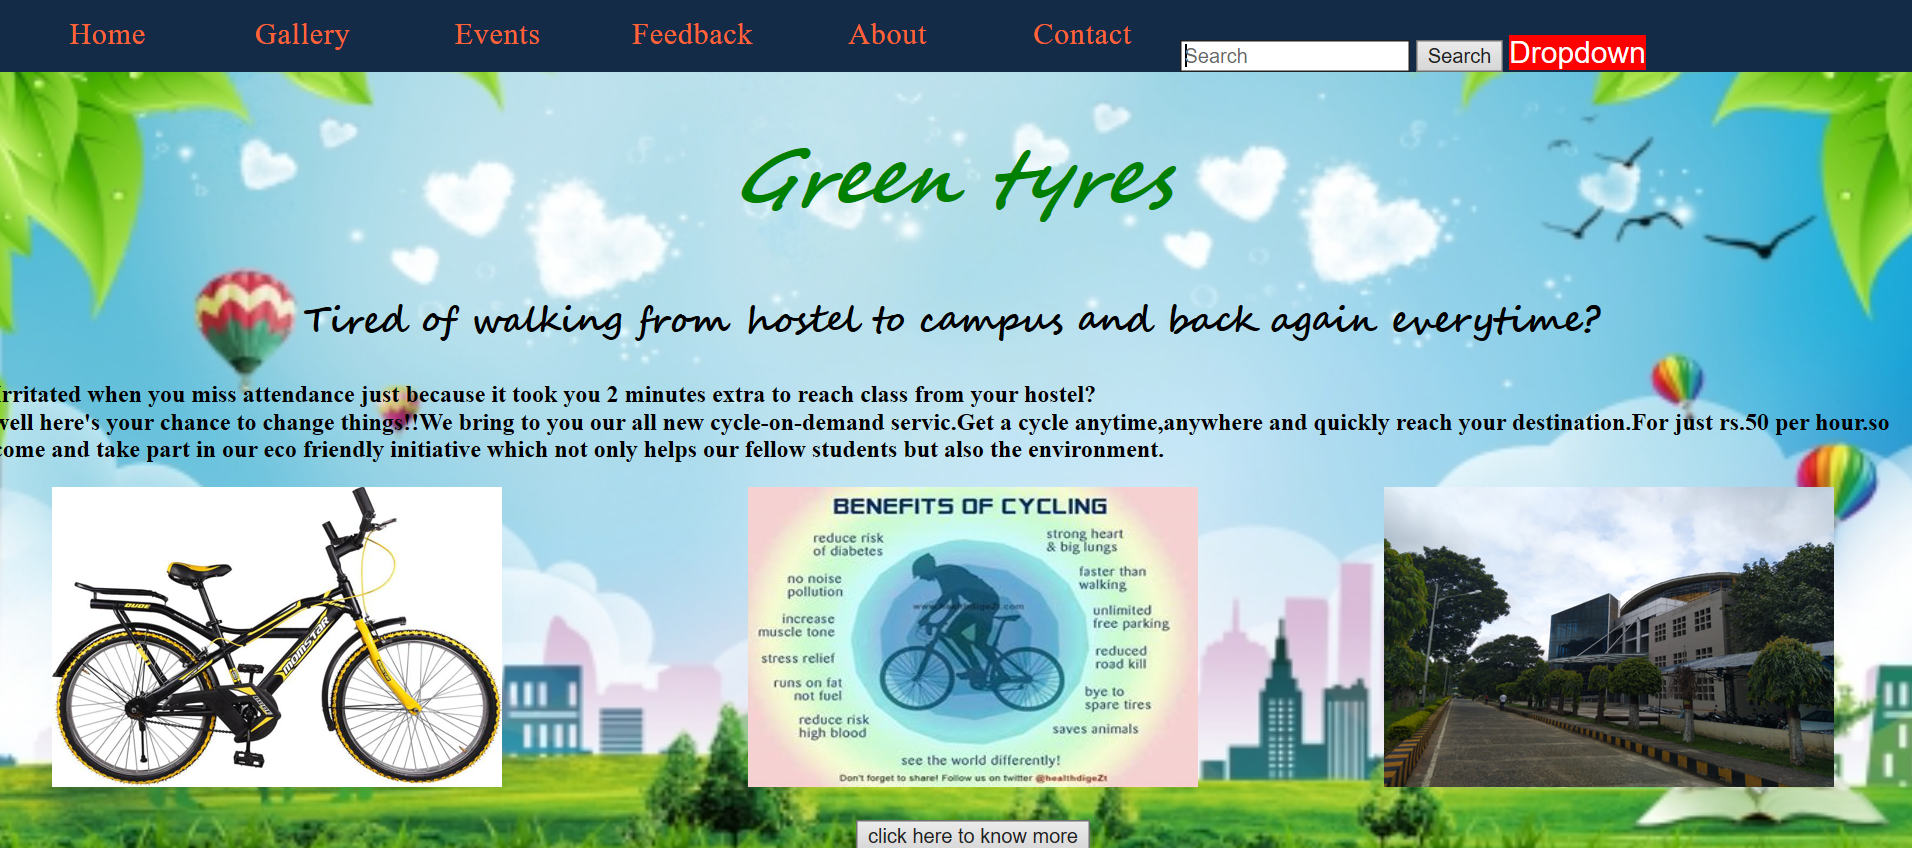 Home Gallery Events Feedback About Contact Search Search Dropdown
Green tyres
Tired of walking from hostel to campus and back again everytime?
Irritated when you miss attendance just because it took you 2 minutes extra to reach class from your hostel?
well here's your chance to change things!!We bring to you our all new cycle-on-demand servic.Get a cycle anytime,anywhere and quickly reach your destination.For just rs.50 per hour.so
come and take part in our eco friendly initiative which not only helps our fellow students but also the environment.
DUDE
MOMSTAR
BENEFITS OF CYCLING
reduce risk
of diabetes
no noise
pollution
increase
muscle tone
stress relief
runs on fat
not fuel
reduce risk
high blood
www.healthdigeZt.com
strong heart
& big lungs
faster than
walking
unlimited
free parking
reduced
road kill
bye to
spare tires
saves animals
see the world differently!
Don't forget to share! Follow us on twitter @healthdigeZt
click here to know more